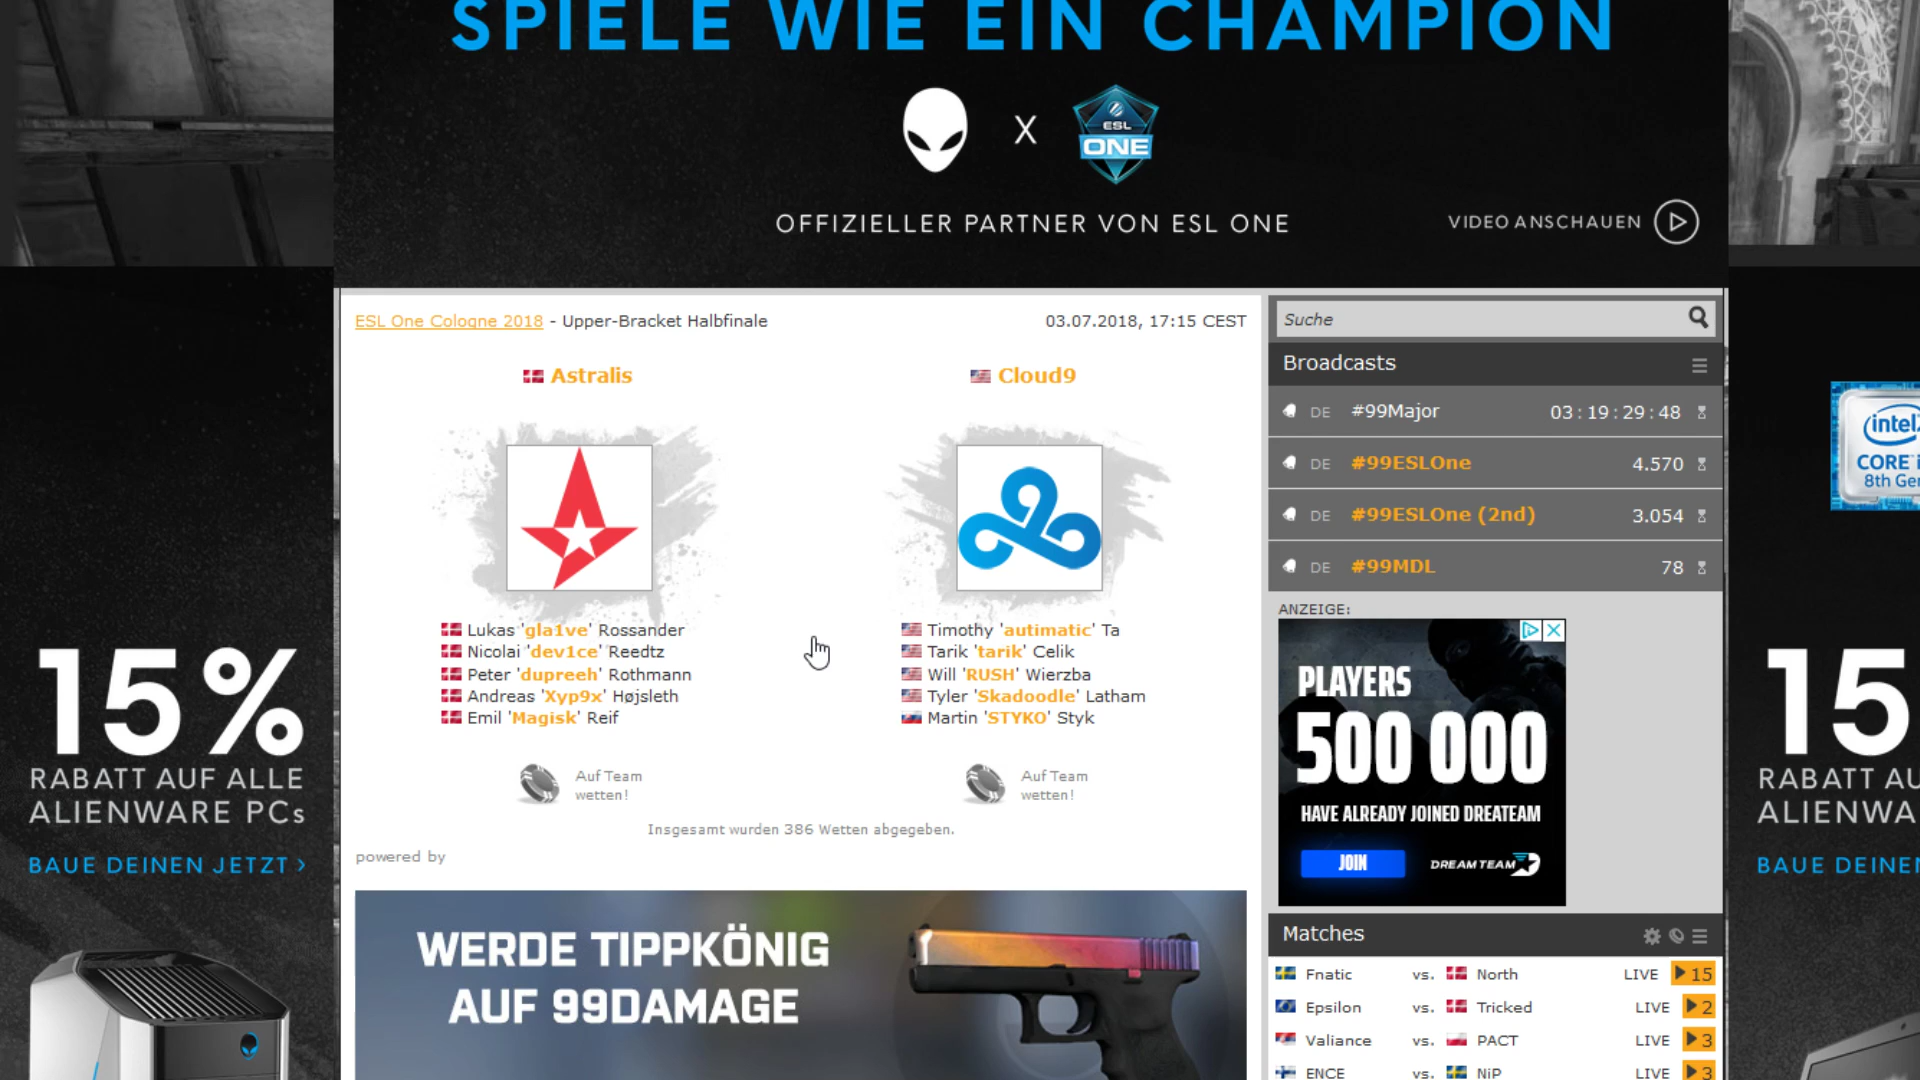 SPIELE WIE EIN CHAMPION
X
ESL
ONE
OFFIZIELLER PARTNER VON ESL ONE
VIDEO ANSCHAUEN
ESL One Cologne 2018 - Upper-Bracket Halbfinale
03.07.2018, 17:15 CEST
Astralis
Cloud9
Lukas 'gla1ve' Rossander
Nicolai 'dev1ce' Reedtz
Peter 'dupreeh' Rothmann
Andreas 'Xyp9x' Højsleth
Emil 'Magisk' Reif
Timothy 'autimatic' Ta
Tarik 'tarik' Celik
Will 'RUSH' Wierzba
Tyler 'Skadoodle' Latham
Martin 'STYKO' Styk
Auf Team
wetten!
Auf Team
wetten!
Insgesamt wurden 386 Wetten abgegeben.
powered by
WERDE TIPPKÖNIG
AUF 99DAMAGE
Suche
Broadcasts
DE #99Major 03:19:29:48
DE #99ESLOne 4.570
DE #99ESLOne (2nd) 3.054
DE #99MDL 78
ANZEIGE:
PLAYERS
500 000
HAVE ALREADY JOINED DREATEAM
JOIN
DREAMTEAM
Matches
Fnatic vs. North LIVE 15
Epsilon vs. Tricked LIVE 2
Valiance vs. PACT LIVE 3
ENCE vs. NiP LIVE 3
15%
RABATT AUF ALLE
ALIENWARE PCs
BAUE DEINEN JETZT ›
intel
CORE i
8th Ge
15
RABATT AU
ALIENWA
BAUE DEINE